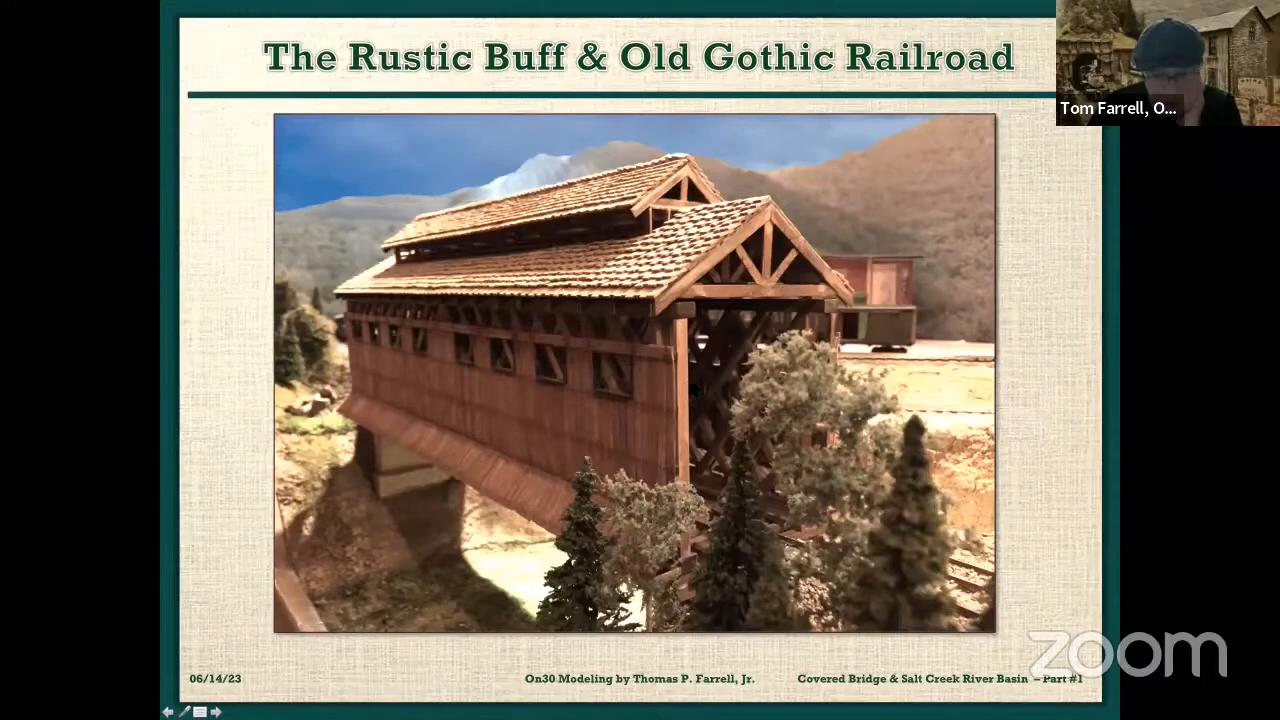 The Rustic Buff & Old Gothic Railroad
Tom Farrell, O...
06/14/23
On30 Modeling by Thomas P. Farrell, Jr.
Covered Bridge & Salt Creek River Basin – Part #1
zoom